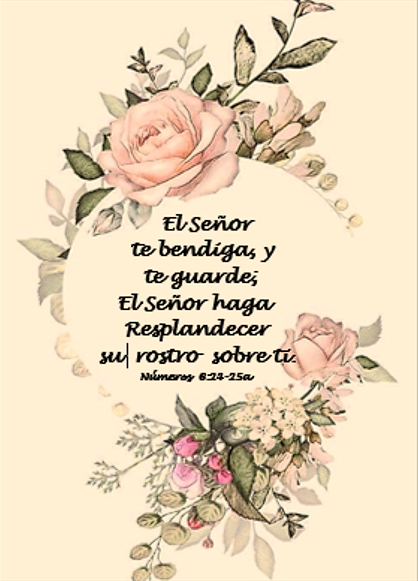 El Señor
te bendiga, y
te guarde;
El Señor haga
Resplandecer
su rostro sobre ti.
Números 6:24-25a